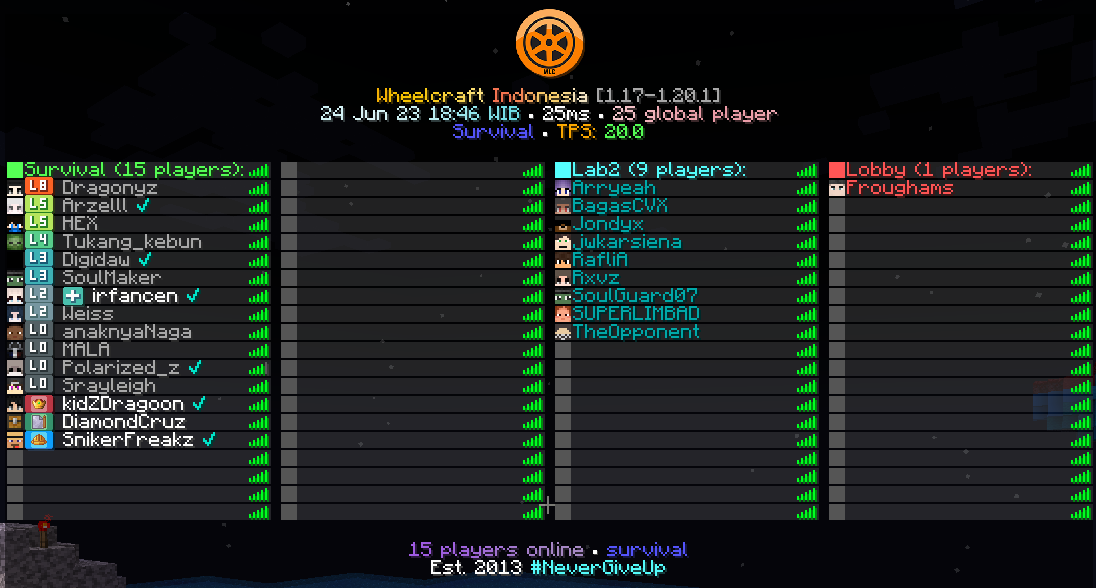 WLC
Wheelcraft Indonesia [1.17-1.20.1]
24 Jun 23 18:46 WIB • 25ms • 25 global player
Survival • TPS: 20.0
Survival (15 players):
L8 Dragonyz
L5 Arzelll ✓
L5 HEX
L4 Tukang_kebun
L3 Digidaw ✓
L3 SoulMaker
L2 + irfancen ✓
L2 Weiss
L0 anaknyaNaga
L0 MALA
L0 Polarized_z ✓
L0 Srayleigh
kidZDragoon ✓
DiamondCruz
SnikerFreakz ✓
Lab2 (9 players):
Arryeah
BagasCVX
Jondyx
jwkarsiena
RafliA
Rxvz
SoulGuard07
SUPERLIMBAD
TheOpponent
Lobby (1 players):
Froughams
15 players online • survival
Est. 2013 #NeverGiveUp